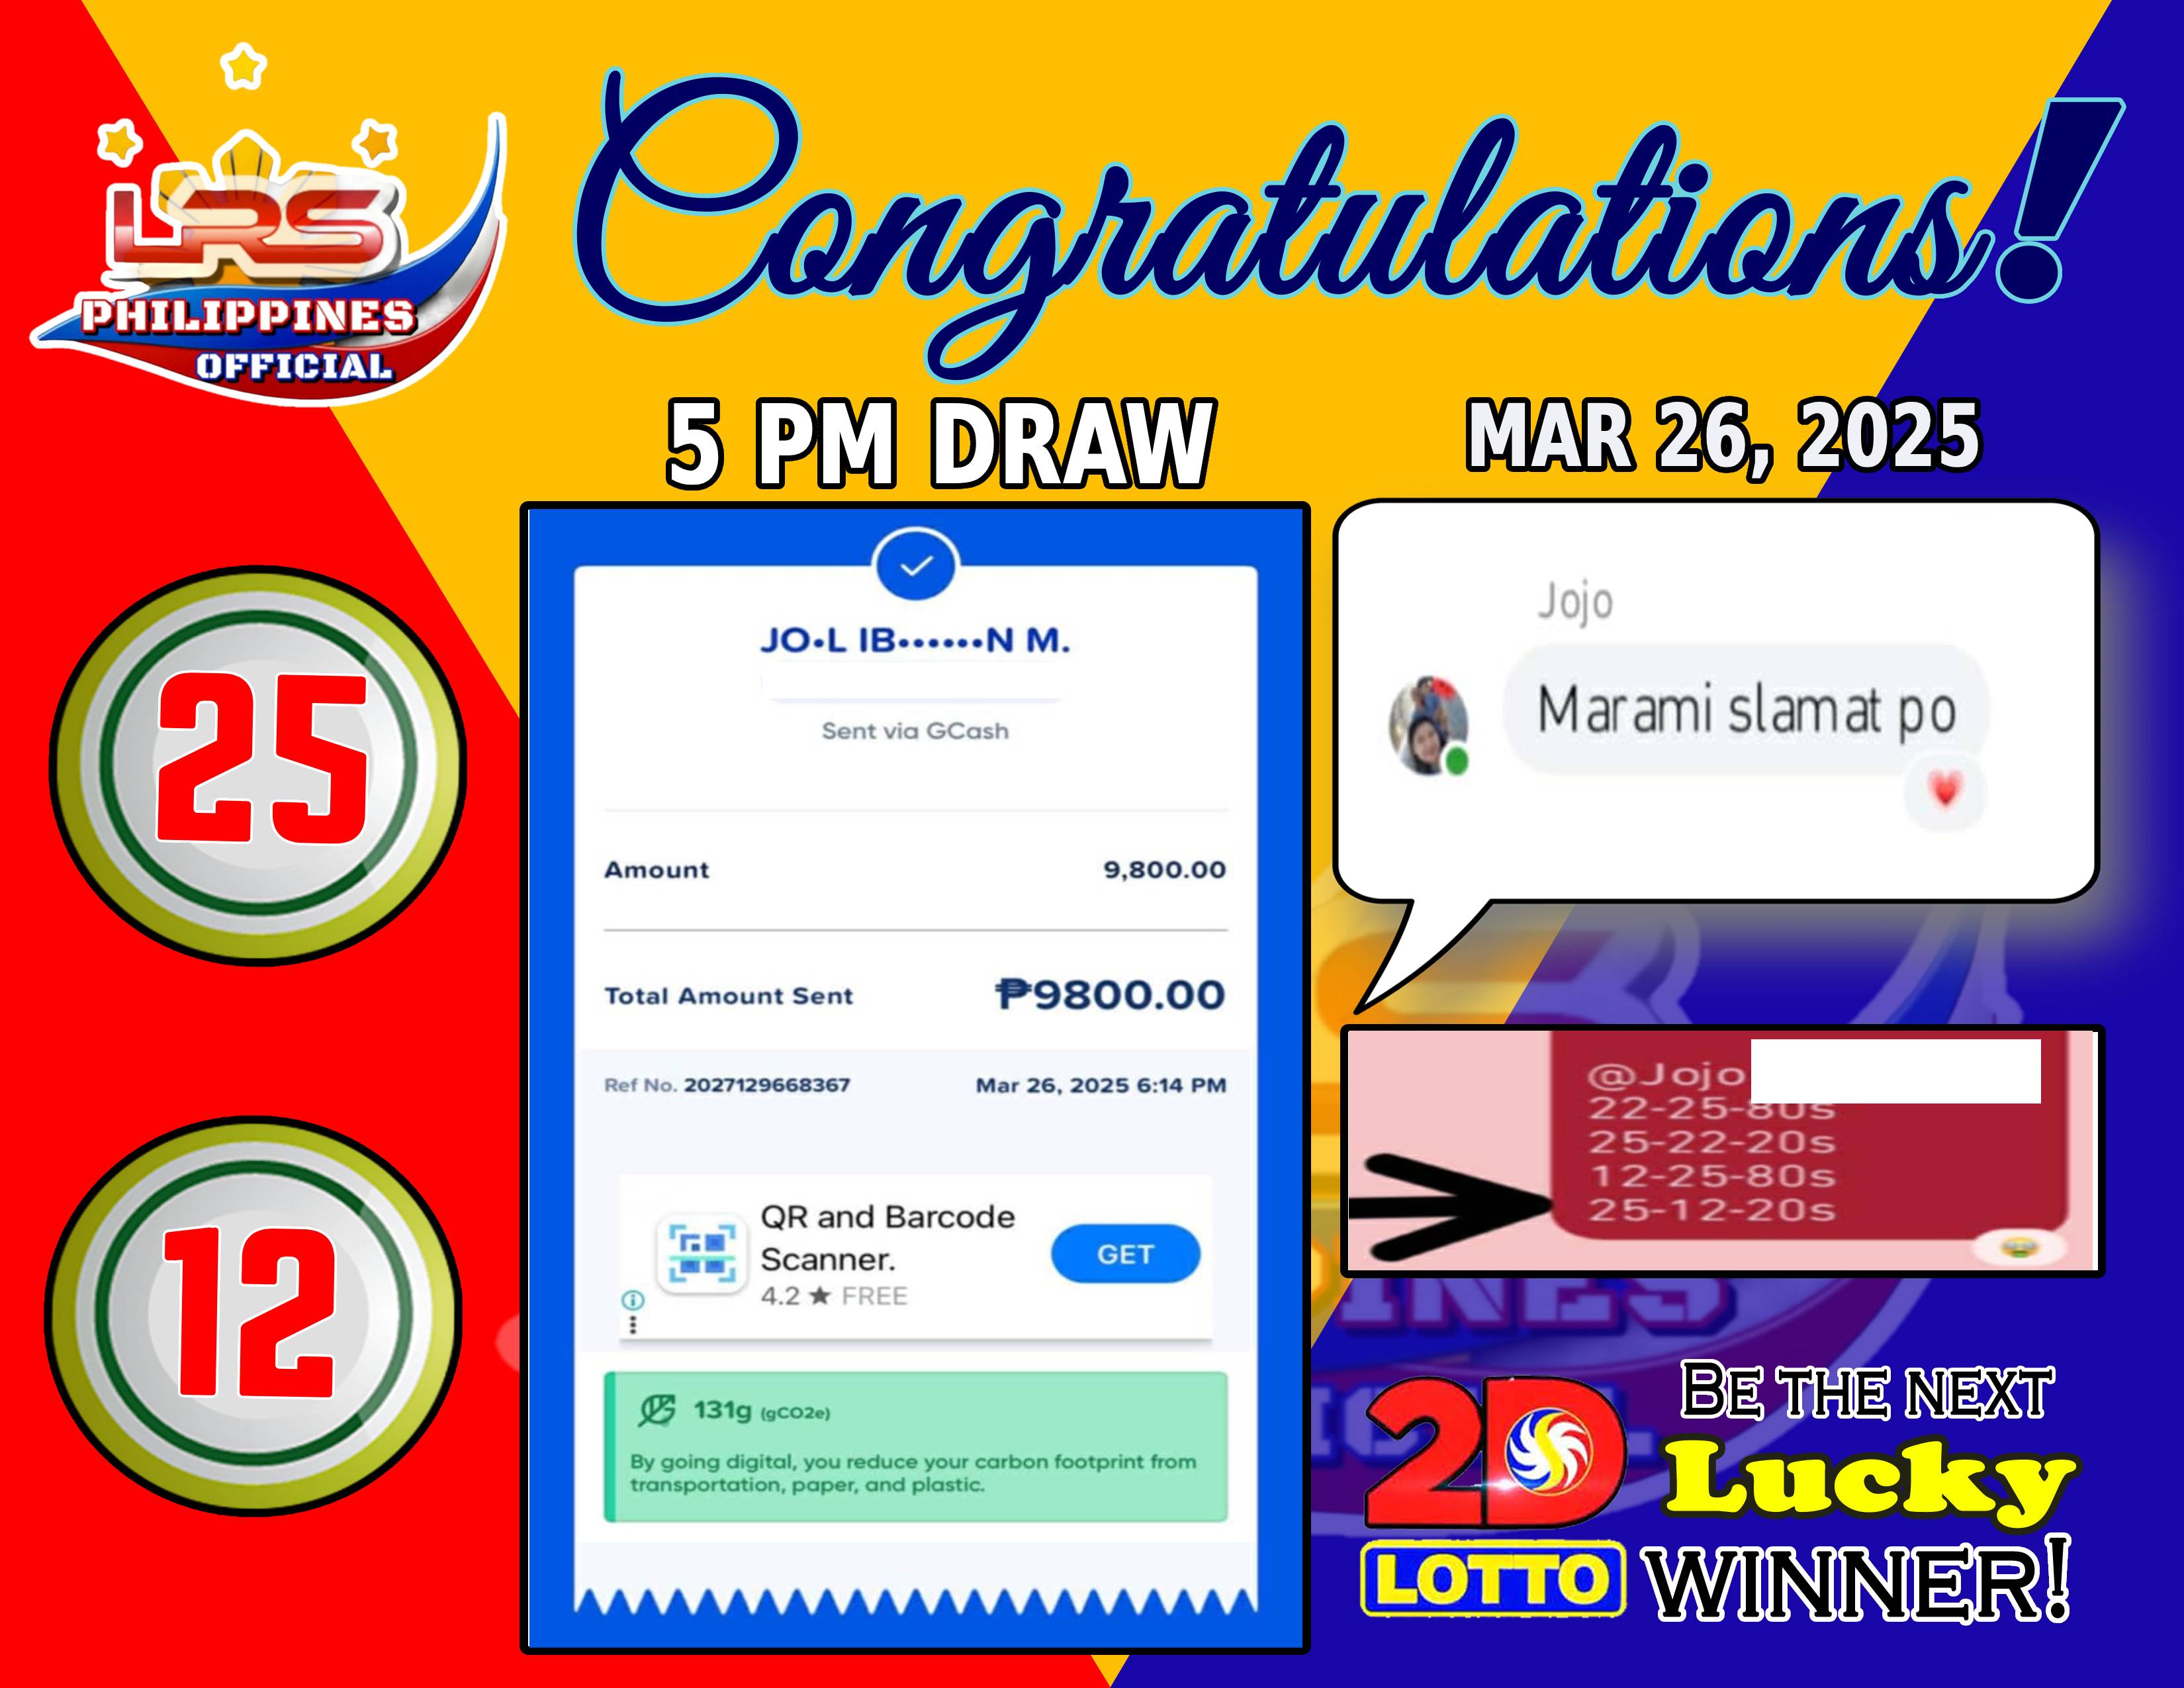 LRS
PHILIPPINES
OFFICIAL
Congratulations!
5 PM DRAW
MAR 26, 2025
25
12
JO•L IB••••••N M.
Sent via GCash
Amount 9,800.00
Total Amount Sent ₱9800.00
Ref No. 2027129668367 Mar 26, 2025 6:14 PM
QR and Barcode
Scanner.
4.2 ★ FREE
GET
131g (gCO2e)
By going digital, you reduce your carbon footprint from
transportation, paper, and plastic.
Jojo
Marami slamat po
@Jojo
22-25-80s
25-22-20s
12-25-80s
25-12-20s
2D
LOTTO
BE THE NEXT
Lucky
WINNER!